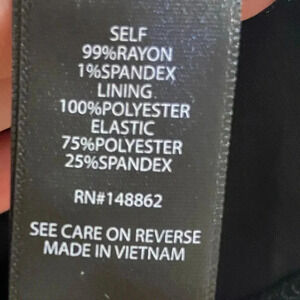 SELF
99%RAYON
1%SPANDEX
LINING
100%POLYESTER
ELASTIC
75%POLYESTER
25%SPANDEX
RN#148862
SEE CARE ON REVERSE
MADE IN VIETNAM